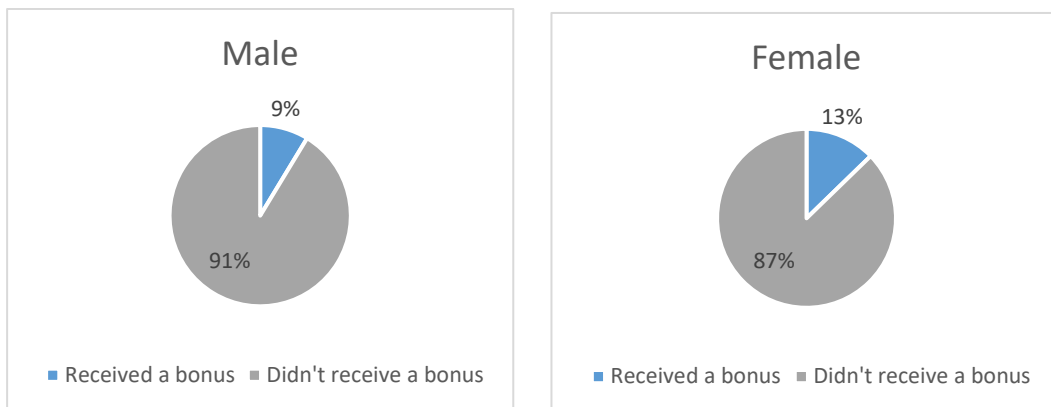 Male
9%
91%
Received a bonus Didn't receive a bonus
Female
13%
87%
Received a bonus Didn't receive a bonus